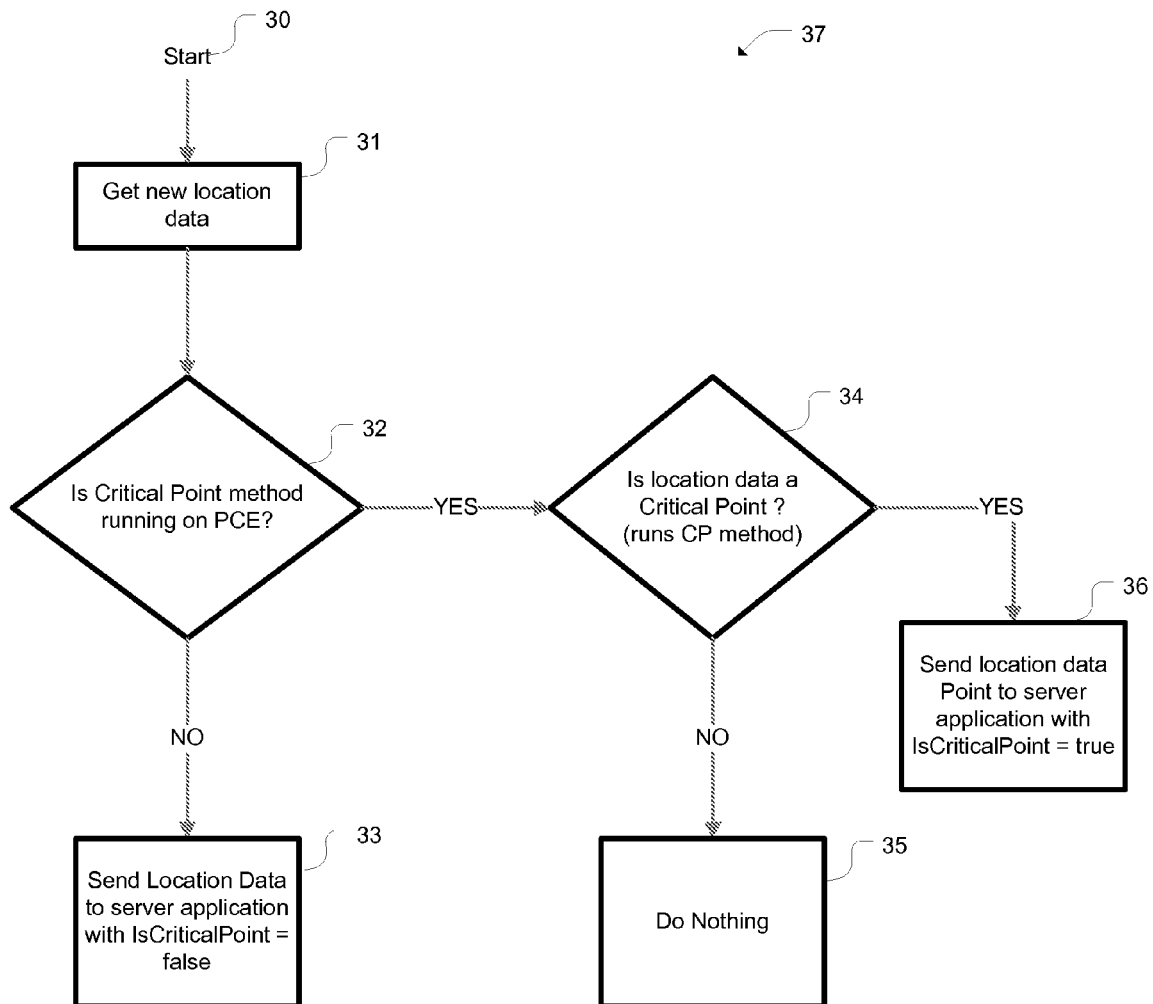 30
Start
37
31
Get new location
data
32
Is Critical Point method
running on PCE?
YES
34
Is location data a
Critical Point ?
(runs CP method)
YES
36
Send location data
Point to server
application with
IsCriticalPoint = true
NO
NO
33
Send Location Data
to server application
with IsCriticalPoint =
false
35
Do Nothing